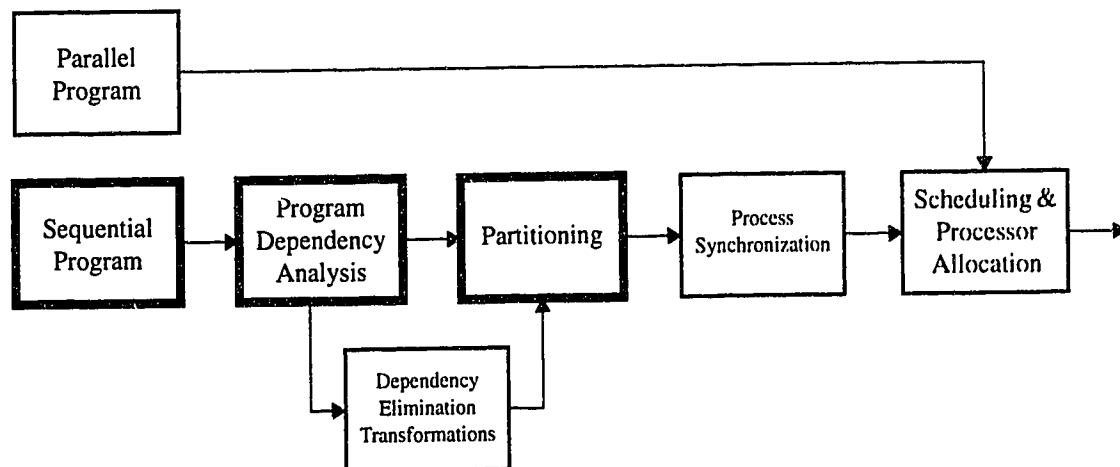 Parallel
Program
Sequential
Program
Program
Dependency
Analysis
Partitioning
Process
Synchronization
Scheduling &
Processor
Allocation
Dependency
Elimination
Transformations